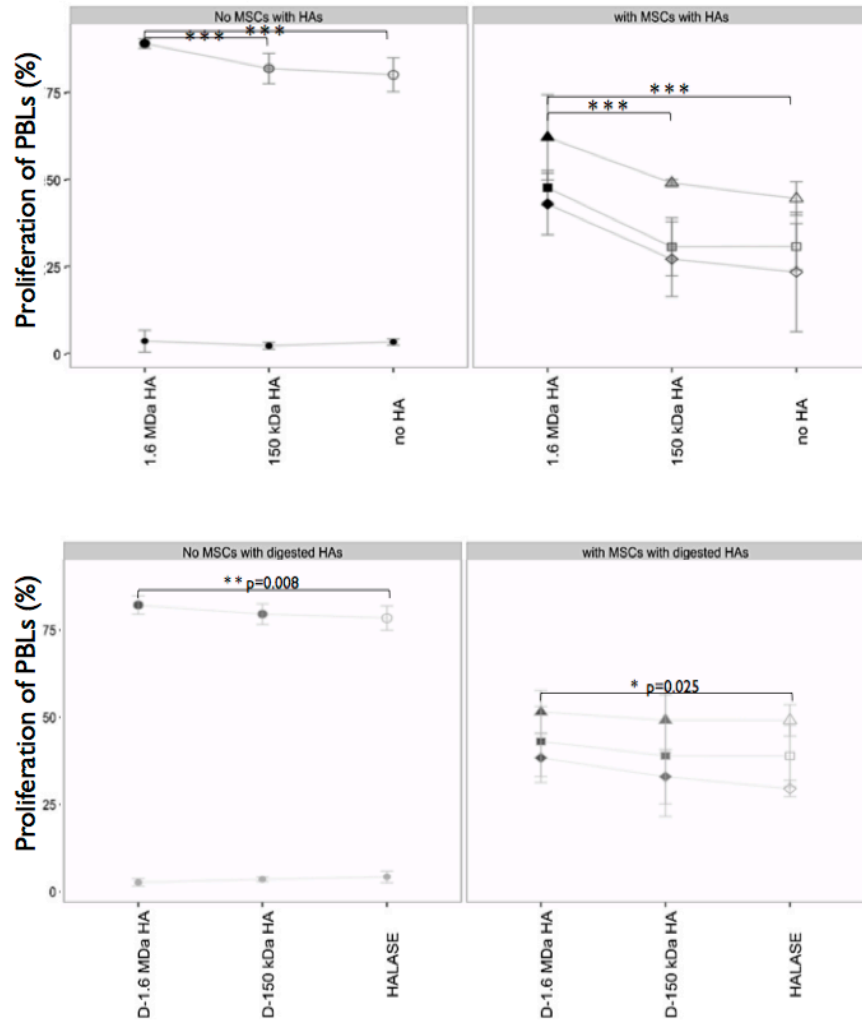 No MSCs with HAs
with MSCs with HAs
Proliferation of PBLs (%)
75
50
25
0
***
***
***
***
1.6 MDa HA
150 kDa HA
no HA
1.6 MDa HA
150 kDa HA
no HA
No MSCs with digested HAs
with MSCs with digested HAs
Proliferation of PBLs (%)
75
50
25
0
**p=0.008
* p=0.025
D-1.6 MDa HA
D-150 kDa HA
HALASE
D-1.6 MDa HA
D-150 kDa HA
HALASE